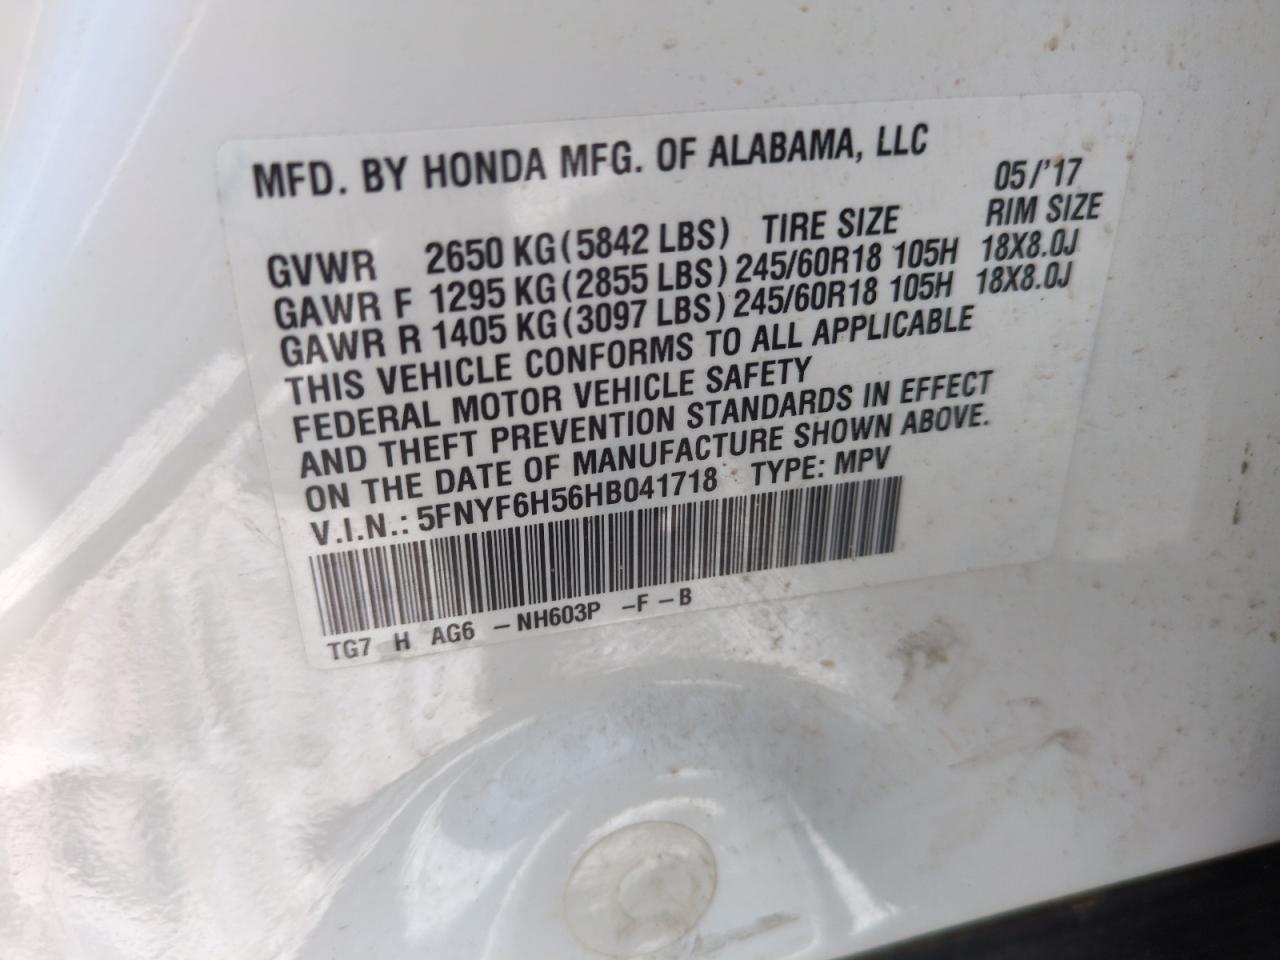 MFD. BY HONDA MFG. OF ALABAMA, LLC
05/'17
GVWR 2650 KG(5842 LBS) TIRE SIZE RIM SIZE
GAWR F 1295 KG(2855 LBS) 245/60R18 105H 18X8.0J
GAWR R 1405 KG(3097 LBS) 245/60R18 105H 18X8.0J
THIS VEHICLE CONFORMS TO ALL APPLICABLE
FEDERAL MOTOR VEHICLE SAFETY
AND THEFT PREVENTION STANDARDS IN EFFECT
ON THE DATE OF MANUFACTURE SHOWN ABOVE.
V.I.N.: 5FNYF6H56HB041718 TYPE: MPV
TG7 H AG6 – NH603P –F–B